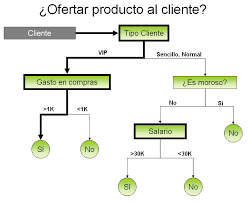 ¿Ofertar producto al cliente?
Cliente
Tipo Cliente
VIP
Sencillo, Normal
Gasto en compras
¿Es moroso?
>1K
<1K
No
Si
Si
No
Salario
No
>30K
<30K
Si
No